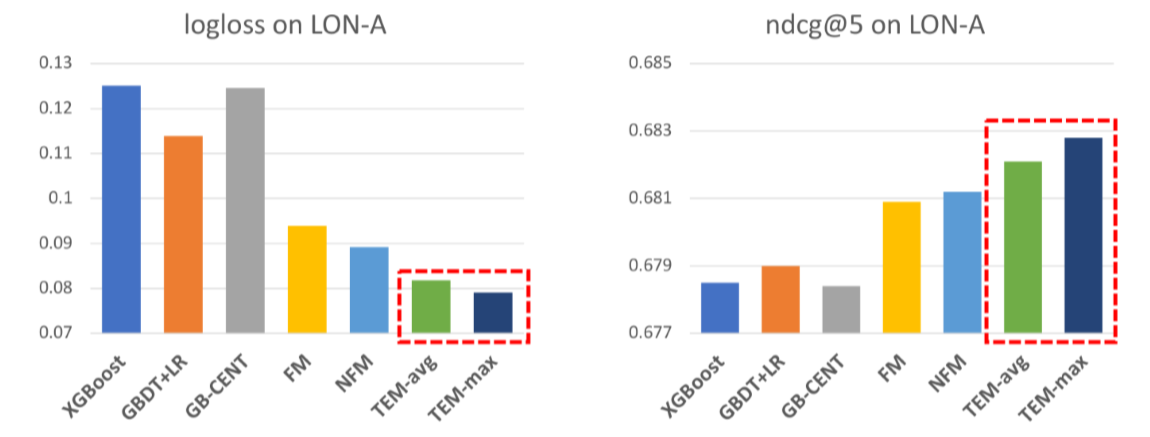 logloss on LON-A
0.13
0.12
0.11
0.1
0.09
0.08
0.07
XGBoost
GBDT+LR
GB-CENT
FM
NFM
TEM-avg
TEM-max
ndcg@5 on LON-A
0.685
0.683
0.681
0.679
0.677
XGBoost
GBDT+LR
GB-CENT
FM
NFM
TEM-avg
TEM-max